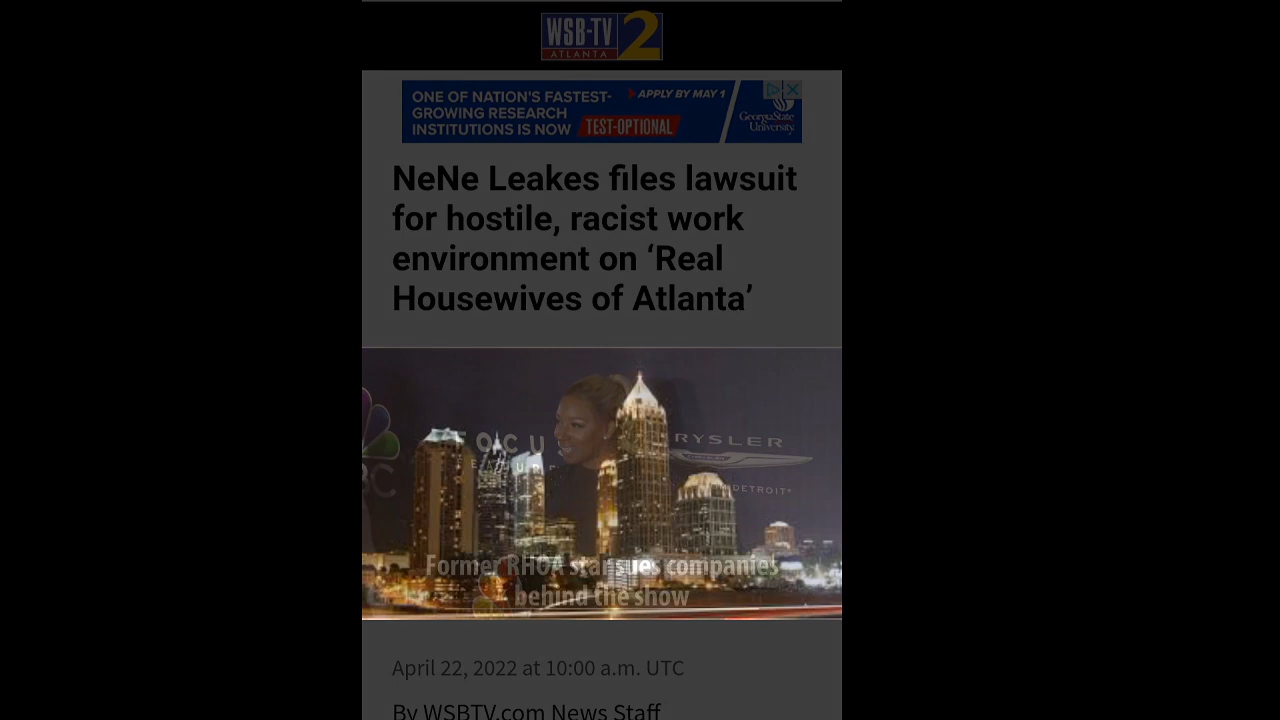 WSB-TV 2
ATLANTA
ONE OF NATION'S FASTEST-
GROWING RESEARCH
INSTITUTIONS IS NOW
TEST-OPTIONAL
APPLY BY MAY 1
GeorgiaState
University
NeNe Leakes files lawsuit
for hostile, racist work
environment on ‘Real
Housewives of Atlanta’
OCU
RYSLER
DETROIT
Former RHOA star sues companies
behind the show
April 22, 2022 at 10:00 a.m. UTC
By WSBTV.com News Staff